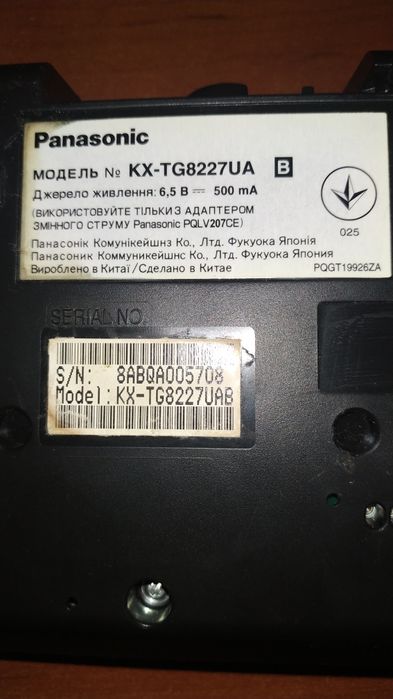 Panasonic
МОДЕЛЬ № KX-TG8227UA B
Джерело живлення: 6,5 В ⎓ 500 mA
(ВИКОРИСТОВУЙТЕ ТІЛЬКИ З АДАПТЕРОМ
ЗМІННОГО СТРУМУ Panasonic PQLV207CE)
025
Панасонік Комунікейшнз Ко., Лтд. Фукуока Японія
Панасоник Коммуникейшнс Ко., Лтд. Фукуока Япония
Вироблено в Китаї/Сделано в Китае PQGT19926ZA
SERIAL NO.
S/N: 8ABQA005708
Model: KX-TG8227UAB